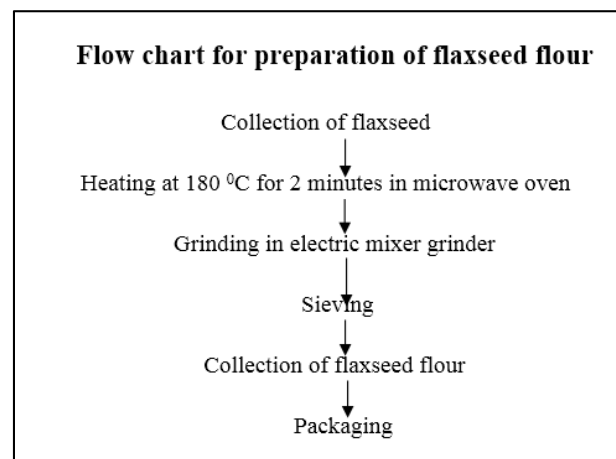 Flow chart for preparation of flaxseed flour
Collection of flaxseed
Heating at 180 ⁰C for 2 minutes in microwave oven
Grinding in electric mixer grinder
Sieving
Collection of flaxseed flour
Packaging